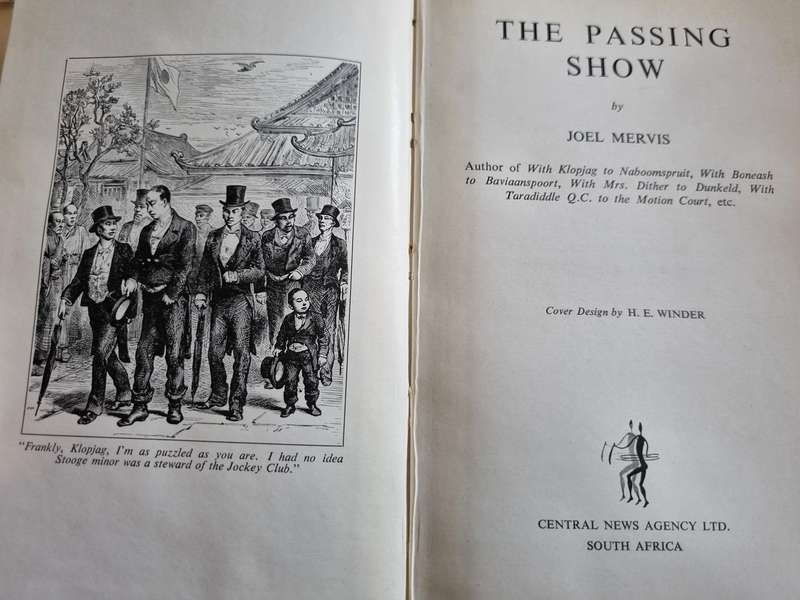 "Frankly, Klopjag, I'm as puzzled as you are. I had no idea
Stooge minor was a steward of the Jockey Club."
THE PASSING
SHOW
by
JOEL MERVIS
Author of With Klopjag to Naboomspruit, With Boneash
to Baviaanspoort, With Mrs. Dither to Dunkeld, With
Taradiddle Q.C. to the Motion Court, etc.
Cover Design by H. E. WINDER
CENTRAL NEWS AGENCY LTD.
SOUTH AFRICA